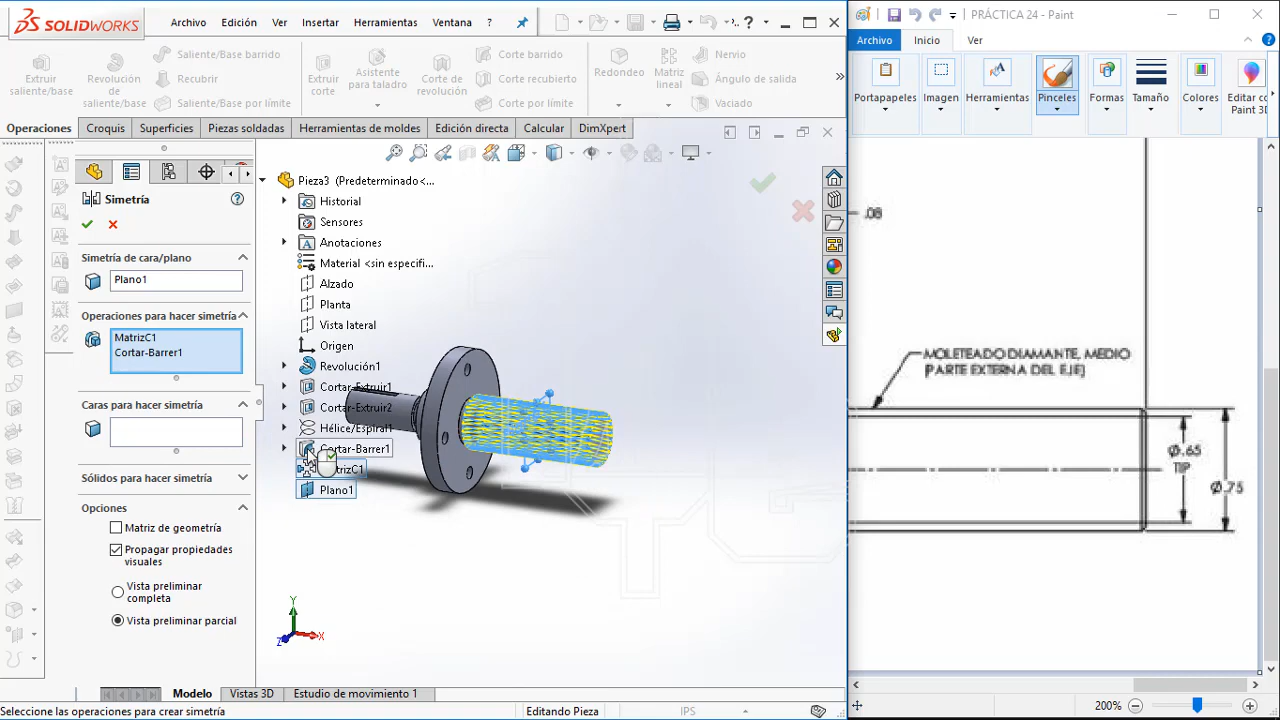 SOLIDWORKS
Archivo Edición Ver Insertar Herramientas Ventana ?
Extruir saliente/base
Revolución de saliente/base
Saliente/Base barrido
Recubrir
Saliente/Base por límite
Extruir corte
Asistente para taladro
Corte de revolución
Corte barrido
Corte recubierto
Corte por límite
Redondeo
Matriz lineal
Nervio
Ángulo de salida
Vaciado
Operaciones Croquis Superficies Piezas soldadas Herramientas de moldes Edición directa Calcular DimXpert
Simetría
Simetría de cara/plano
Plano1
Operaciones para hacer simetría
MatrizC1
Cortar-Barrer1
Caras para hacer simetría
Sólidos para hacer simetría
Opciones
Matriz de geometría
Propagar propiedades
visuales
Vista preliminar
completa
Vista preliminar parcial
Pieza3 (Predeterminado<...
Historial
Sensores
Anotaciones
Material <sin especifi...
Alzado
Planta
Vista lateral
Origen
Revolución1
Cortar-Extruir1
Cortar-Extruir2
Hélice/Espiral1
Cortar-Barrer1
trizC1
Plano1
Y
X
Z
Modelo Vistas 3D Estudio de movimiento 1
Seleccione las operaciones para crear simetría
Editando Pieza
IPS
PRÁCTICA 24 - Paint
Archivo Inicio Ver
Portapapeles
Imagen
Herramientas
Pinceles
Formas
Tamaño
Colores
Editar co
Paint 3D
.08
MOLETEADO DIAMANTE, MEDIO
(PARTE EXTERNA DEL EJE)
Ø.65
TIP
Ø.75
200%